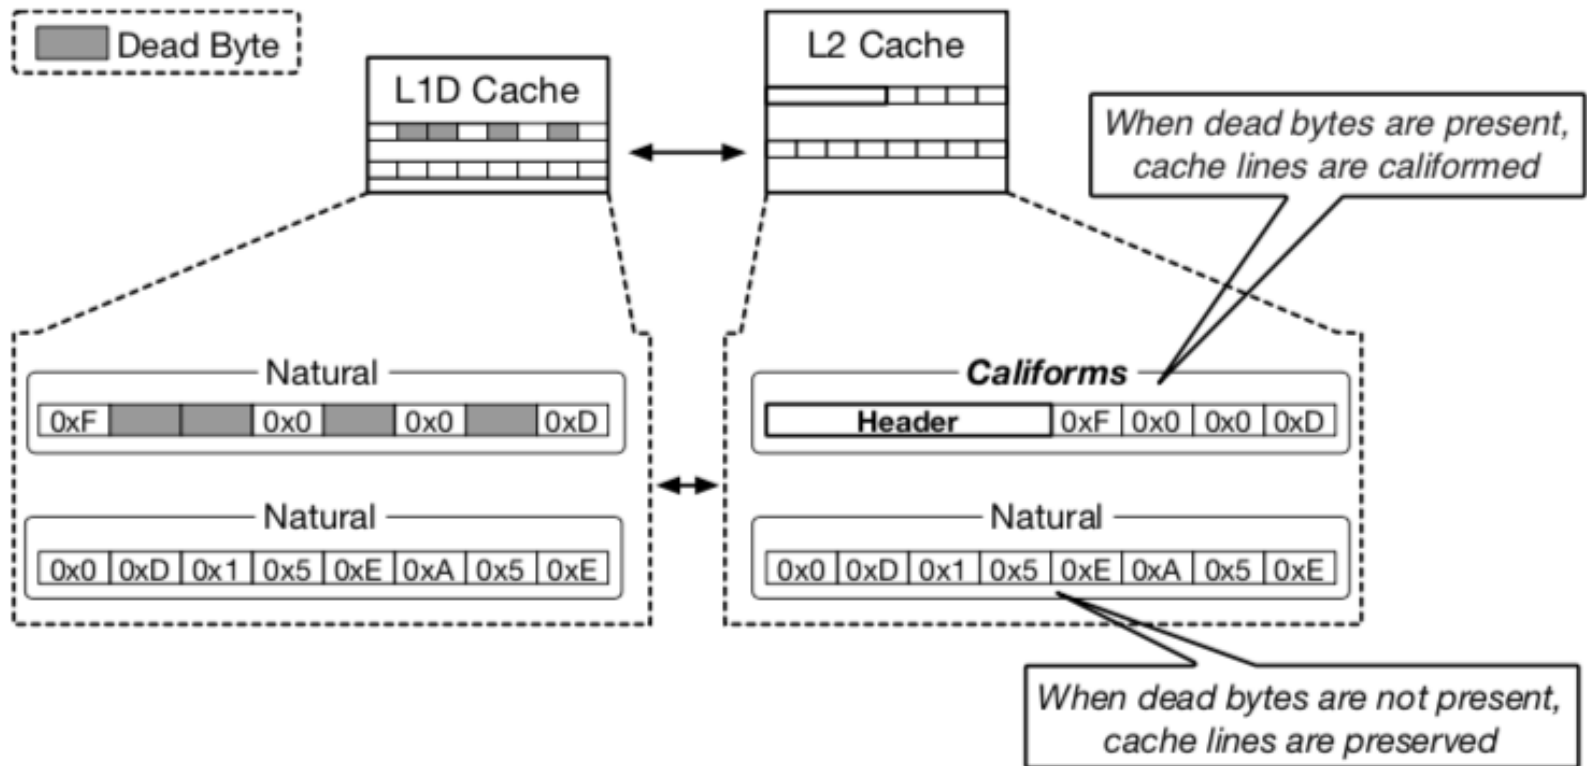 Dead Byte
L1D Cache
L2 Cache
When dead bytes are present,
cache lines are califormed
Natural
0xF 0x0 0x0 0xD
Califorms
Header 0xF 0x0 0x0 0xD
Natural
0x0 0xD 0x1 0x5 0xE 0xA 0x5 0xE
Natural
0x0 0xD 0x1 0x5 0xE 0xA 0x5 0xE
When dead bytes are not present,
cache lines are preserved